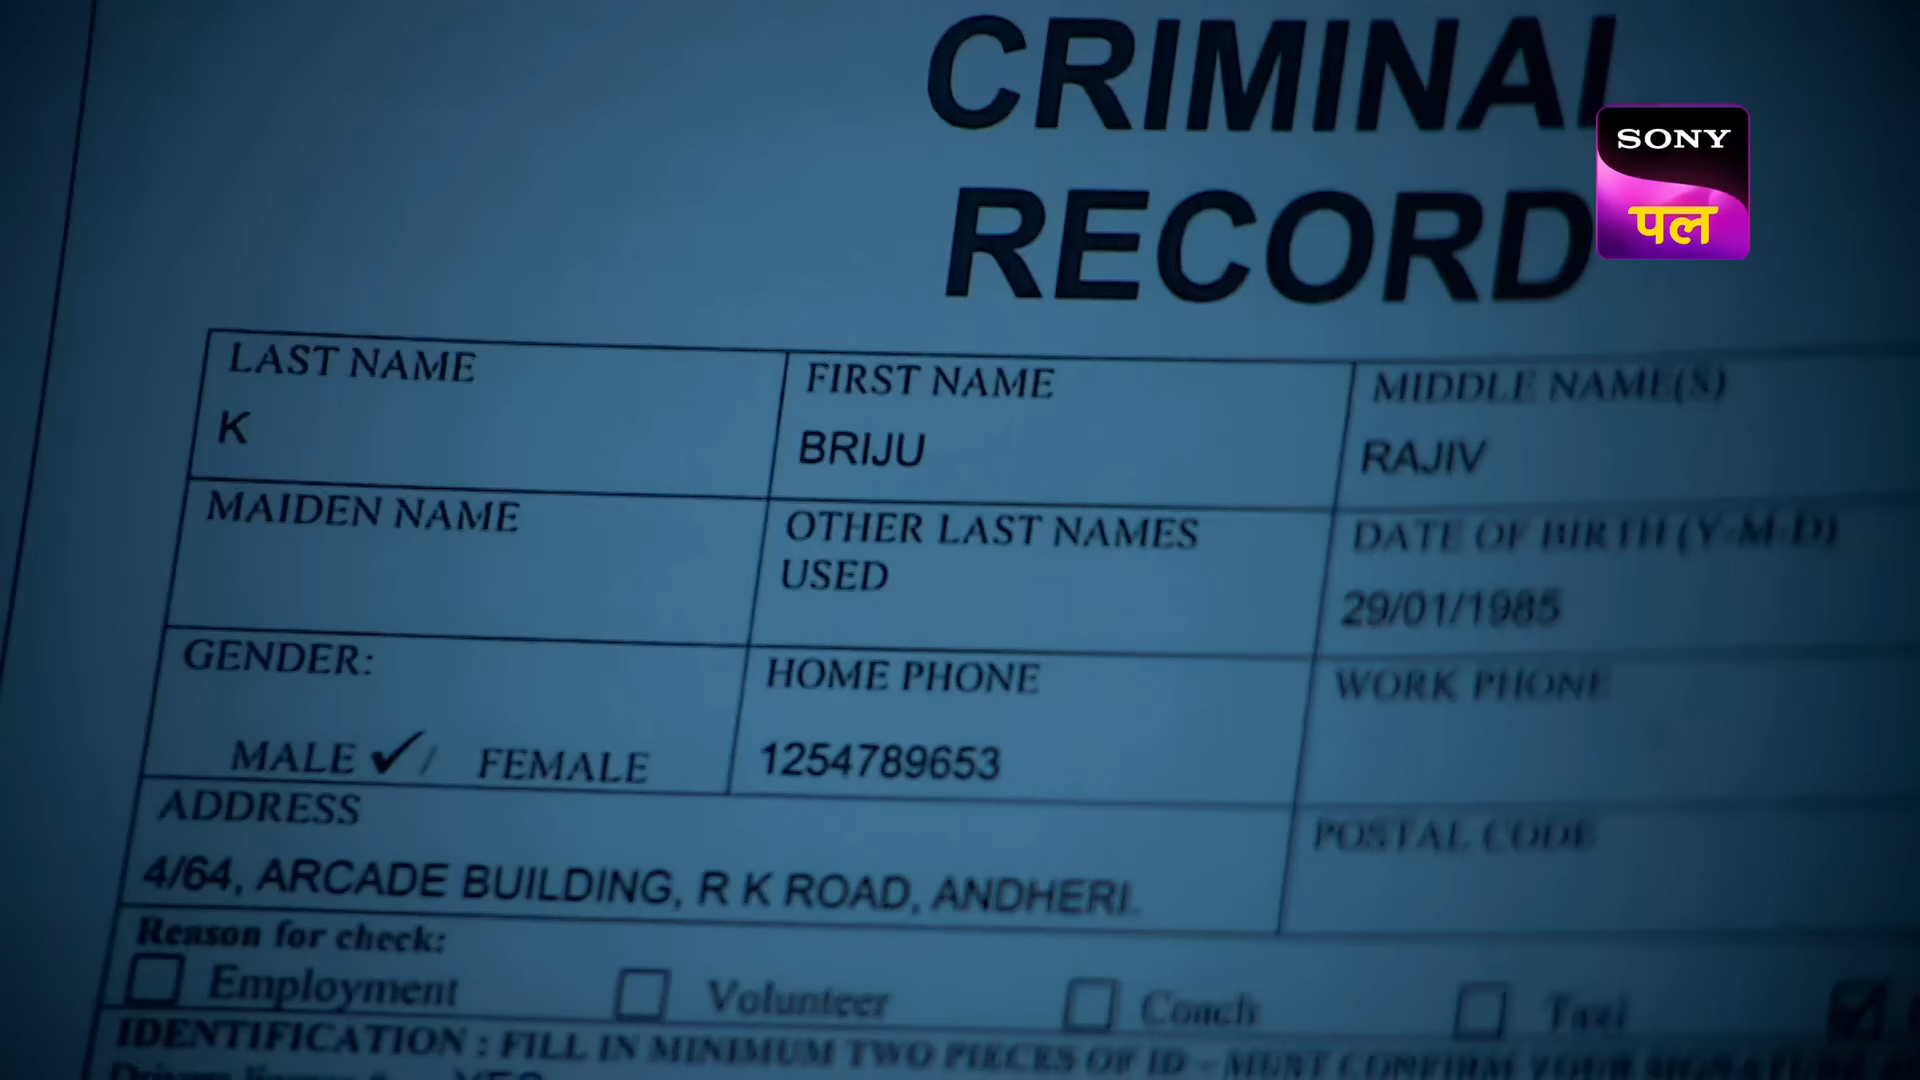 CRIMINAL
RECORD
SONY
पल
LAST NAME
K
FIRST NAME
BRIJU
MIDDLE NAME(S)
RAJIV
MAIDEN NAME
OTHER LAST NAMES
USED
DATE OF BIRTH (Y-M-D)
29/01/1985
GENDER:
MALE ✓/ FEMALE
HOME PHONE
1254789653
WORK PHONE
ADDRESS
4/64, ARCADE BUILDING, R K ROAD, ANDHERI.
POSTAL CODE
Reason for check:
Employment
Volunteer
Coach
Taxi
IDENTIFICATION : FILL IN MINIMUM TWO PIECES OF ID – MUST CONFIRM YOUR SIGNATURE,